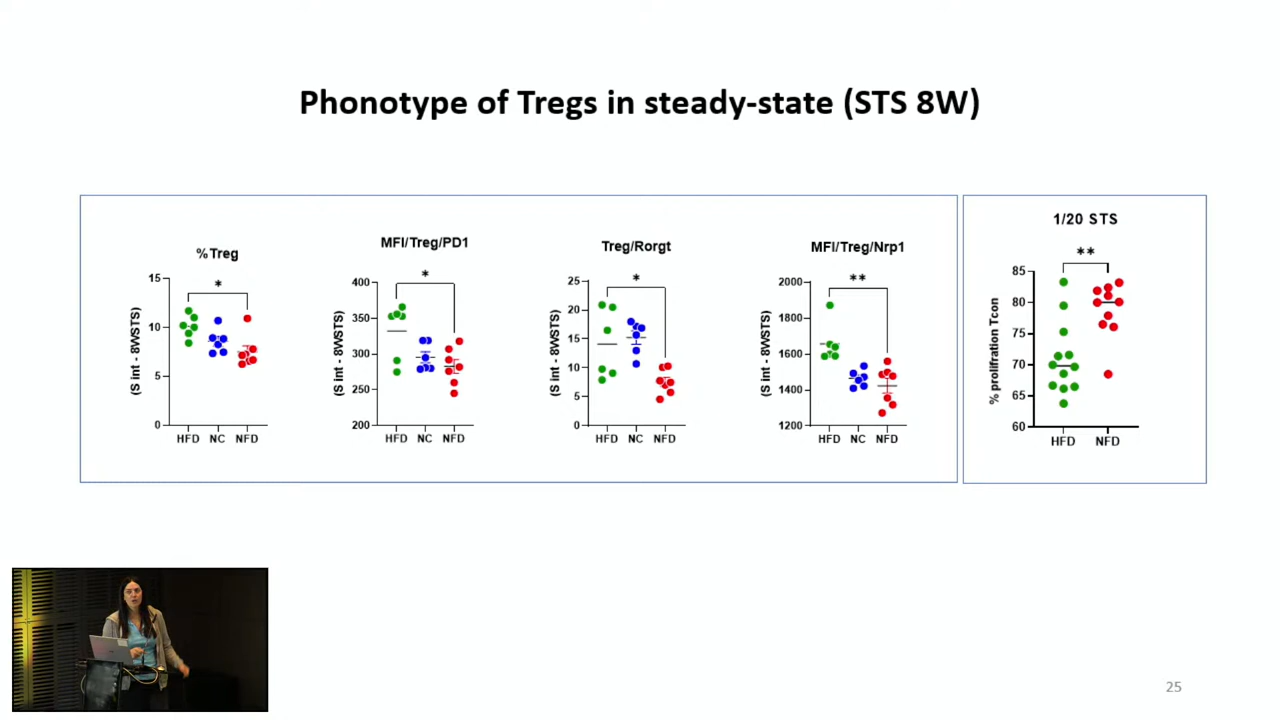 Phonotype of Tregs in steady-state (STS 8W)
%Treg
*
(S int - 8WSTS)
15
10
5
0
HFD NC NFD
MFI/Treg/PD1
*
(S int - 8WSTS)
400
350
300
250
200
HFD NC NFD
Treg/Rorgt
*
(S int - 8WSTS)
25
20
15
10
5
0
HFD NC NFD
MFI/Treg/Nrp1
**
(S int - 8WSTS)
2000
1800
1600
1400
1200
HFD NC NFD
1/20 STS
**
% prolifration Tcon
85
80
75
70
65
60
HFD NFD
25